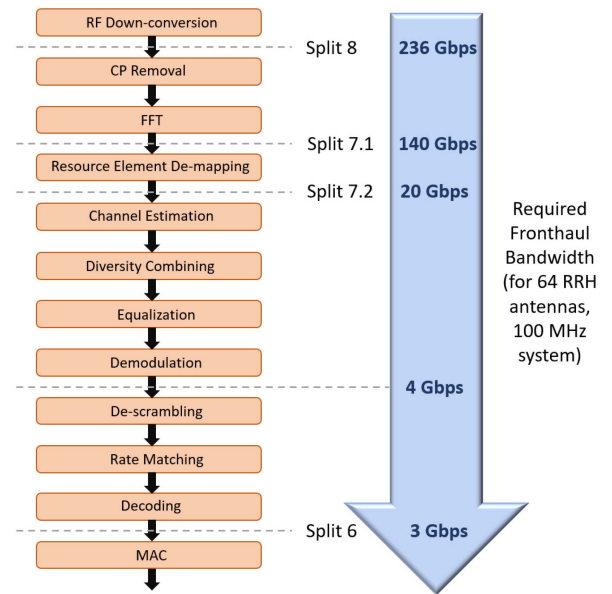 RF Down-conversion
Split 8
236 Gbps
CP Removal
FFT
Split 7.1
140 Gbps
Resource Element De-mapping
Split 7.2
20 Gbps
Channel Estimation
Diversity Combining
Equalization
Demodulation
4 Gbps
De-scrambling
Rate Matching
Decoding
Split 6
3 Gbps
MAC
Required
Fronthaul
Bandwidth
(for 64 RRH
antennas,
100 MHz
system)